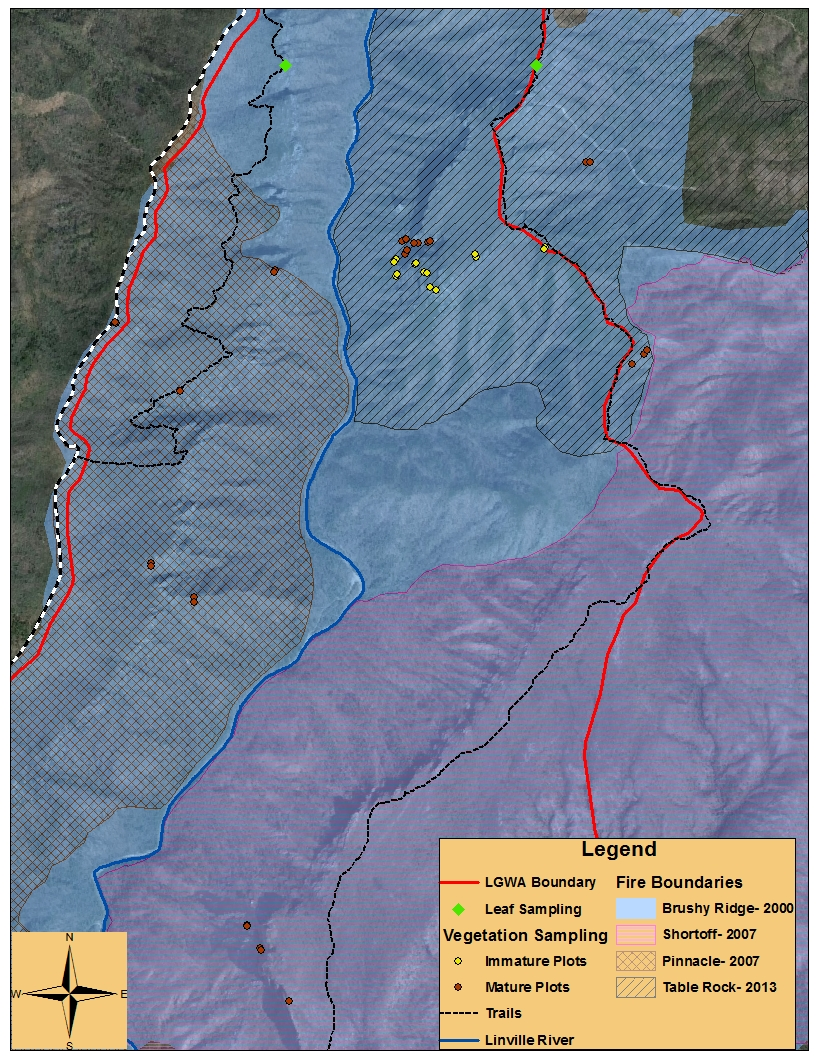 Legend
LGWA Boundary
Leaf Sampling
Vegetation Sampling
Immature Plots
Mature Plots
Trails
Linville River
Fire Boundaries
Brushy Ridge- 2000
Shortoff- 2007
Pinnacle- 2007
Table Rock- 2013
N
W E
S